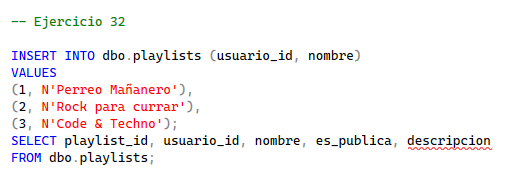 -- Ejercicio 32
INSERT INTO dbo.playlists (usuario_id, nombre)
VALUES
(1, N'Perreo Mañanero'),
(2, N'Rock para currar'),
(3, N'Code & Techno');
SELECT playlist_id, usuario_id, nombre, es_publica, descripcion
FROM dbo.playlists;